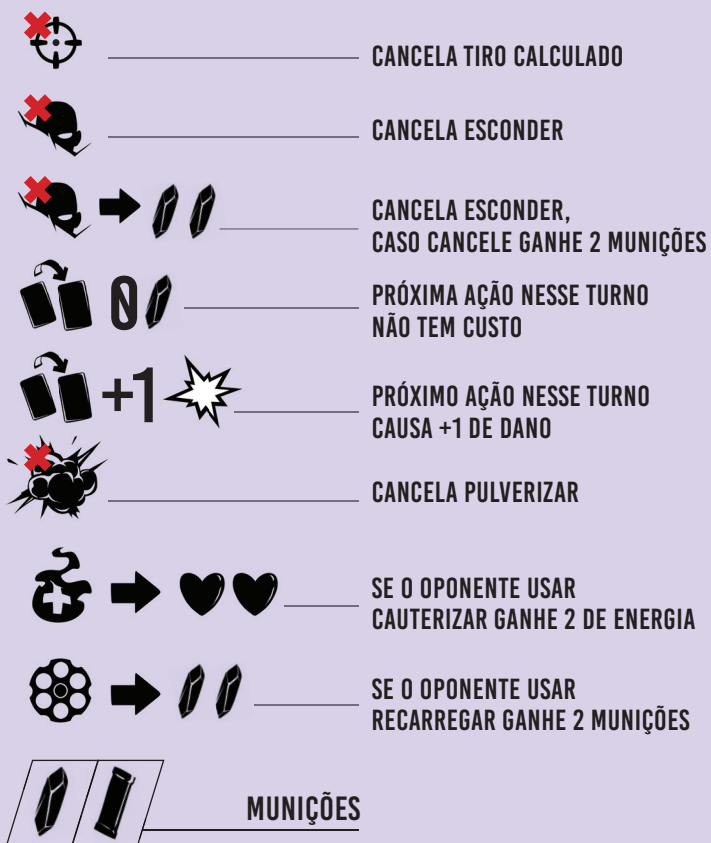 CANCELA TIRO CALCULADO
CANCELA ESCONDER
CANCELA ESCONDER,
CASO CANCELE GANHE 2 MUNIÇÕES
0
PRÓXIMA AÇÃO NESSE TURNO
NÃO TEM CUSTO
+1
PRÓXIMO AÇÃO NESSE TURNO
CAUSA +1 DE DANO
CANCELA PULVERIZAR
SE O OPONENTE USAR
CAUTERIZAR GANHE 2 DE ENERGIA
SE O OPONENTE USAR
RECARREGAR GANHE 2 MUNIÇÕES
MUNIÇÕES